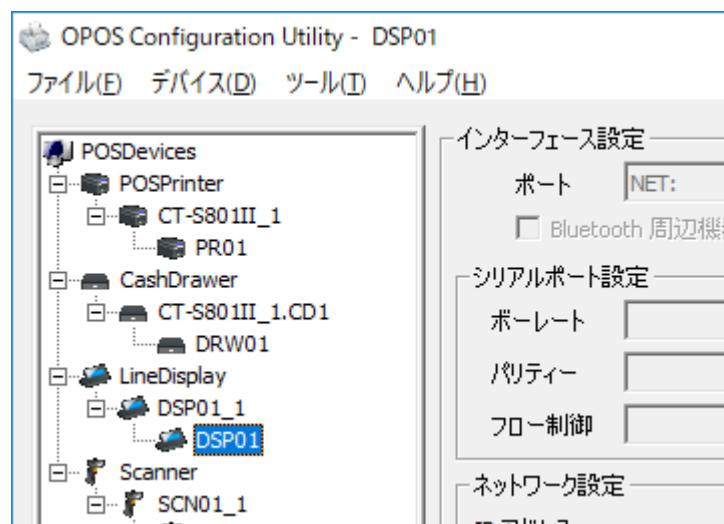 OPOS Configuration Utility - DSP01
ファイル(F) デバイス(D) ツール(T) ヘルプ(H)
POSDevices
POSPrinter
CT-S801II_1
PR01
CashDrawer
CT-S801II_1.CD1
DRW01
LineDisplay
DSP01_1
DSP01
Scanner
SCN01_1
インターフェース設定
ポート NET:
Bluetooth 周辺機
シリアルポート設定
ボーレート
パリティー
フロー制御
ネットワーク設定